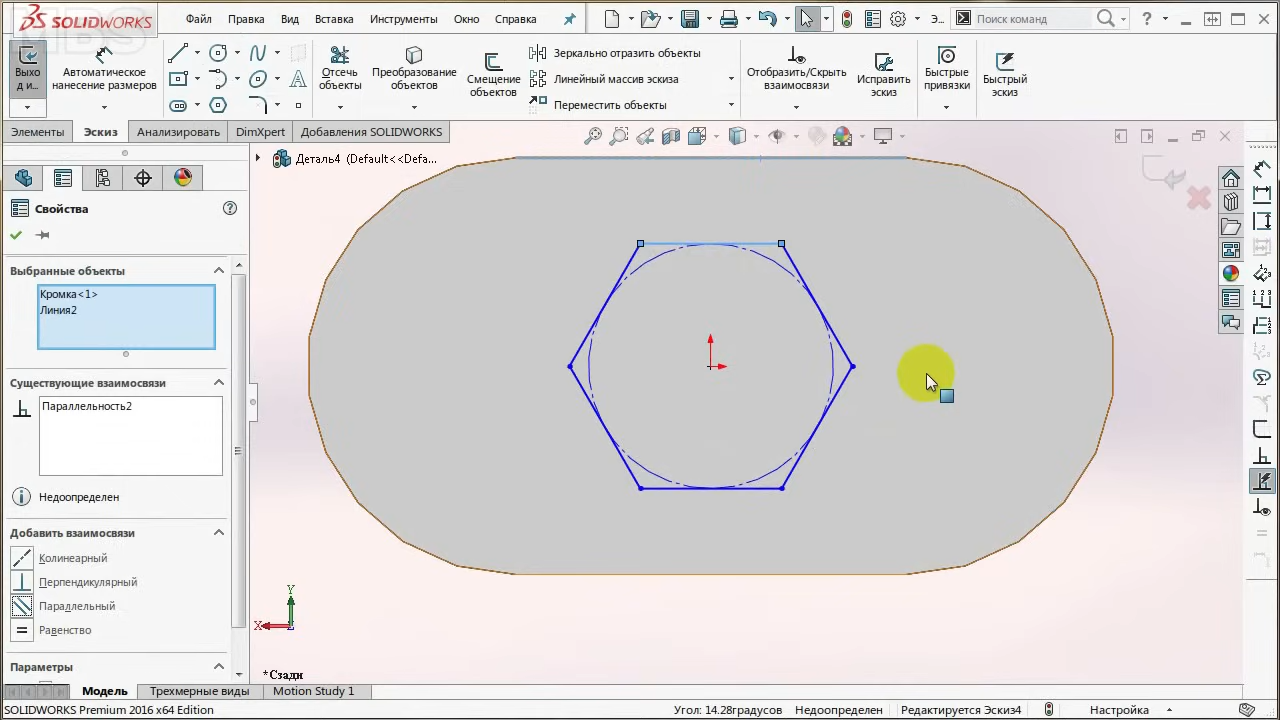 SOLIDWORKS
MBS
Файл
Правка
Вид
Вставка
Инструменты
Окно
Справка
Э...
Поиск команд
Выхо
д и...
Автоматическое
нанесение размеров
Отсечь
объекты
Преобразование
объектов
Смещение
объектов
Зеркально отразить объекты
Линейный массив эскиза
Переместить объекты
Отобразить/Скрыть
взаимосвязи
Исправить
эскиз
Быстрые
привязки
Быстрый
эскиз
Элементы
Эскиз
Анализировать
DimXpert
Добавления SOLIDWORKS
Деталь4 (Default<<Defa...
Свойства
Выбранные объекты
Кромка<1>
Линия2
Существующие взаимосвязи
Параллельность2
Недоопределен
Добавить взаимосвязи
Колинеарный
Перпендикулярный
Параллельный
Равенство
Параметры
Y
X
Z
*Сзади
Модель
Трехмерные виды
Motion Study 1
SOLIDWORKS Premium 2016 x64 Edition
Угол: 14.28градусов
Недоопределен
Редактируется Эскиз4
Настройка